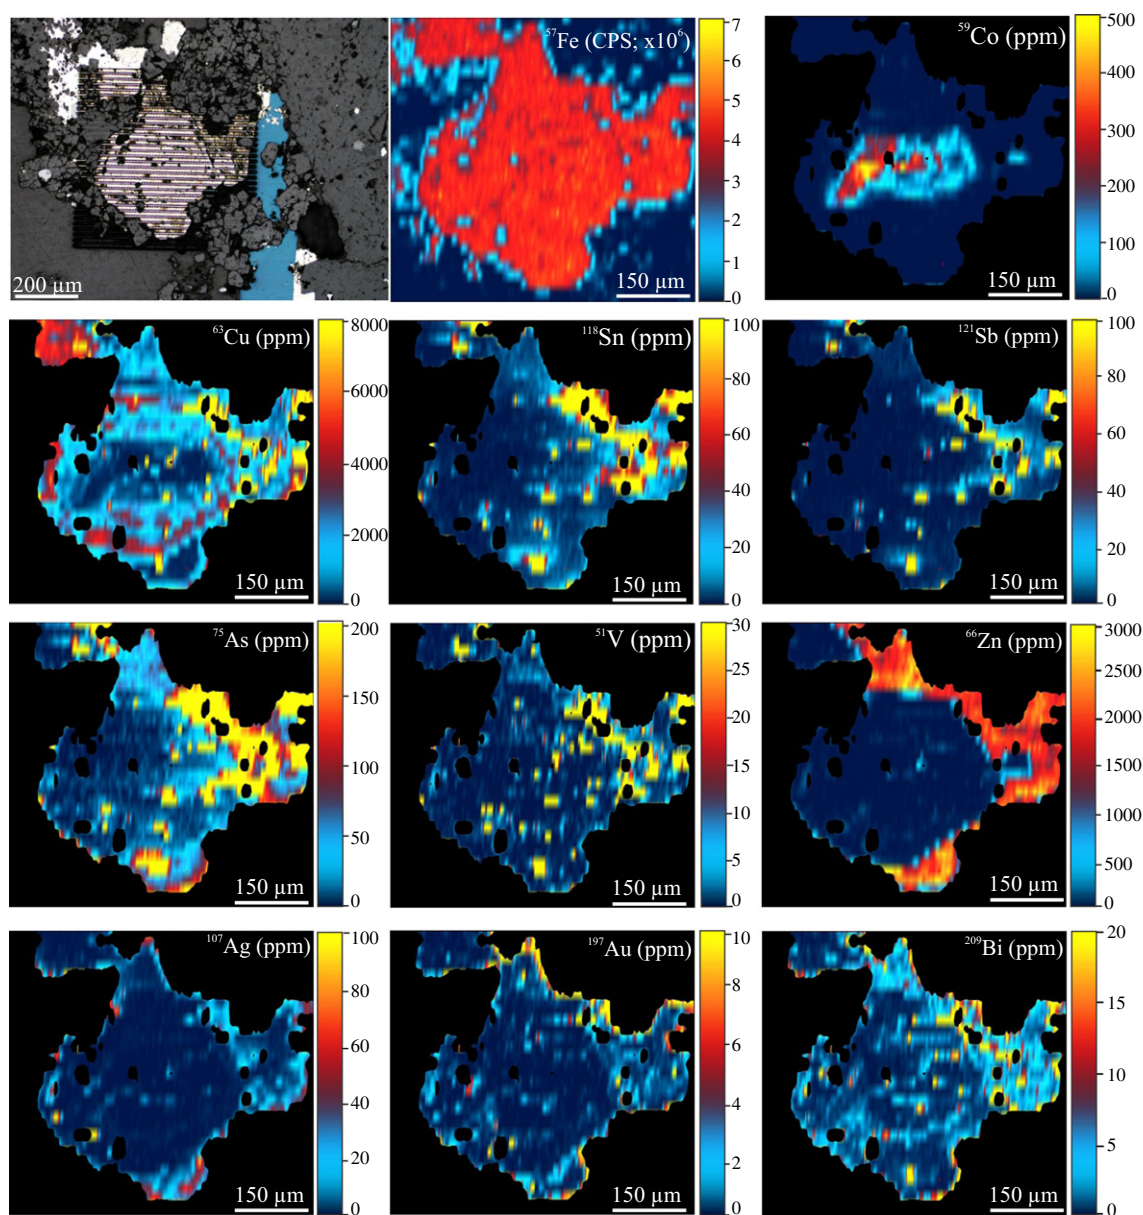 200 µm
⁵⁷Fe (CPS; x10⁶)
7
6
5
4
3
2
1
0
150 µm
⁵⁹Co (ppm)
500
400
300
200
100
0
150 µm
⁶³Cu (ppm)
8000
6000
4000
2000
0
150 µm
¹¹⁸Sn (ppm)
100
80
60
40
20
0
150 µm
¹²¹Sb (ppm)
100
80
60
40
20
0
150 µm
⁷⁵As (ppm)
200
150
100
50
0
150 µm
⁵¹V (ppm)
30
25
20
15
10
5
0
150 µm
⁶⁶Zn (ppm)
3000
2500
2000
1500
1000
500
0
150 µm
¹⁰⁷Ag (ppm)
100
80
60
40
20
0
150 µm
¹⁹⁷Au (ppm)
10
8
6
4
2
0
150 µm
²⁰⁹Bi (ppm)
20
15
10
5
0
150 µm